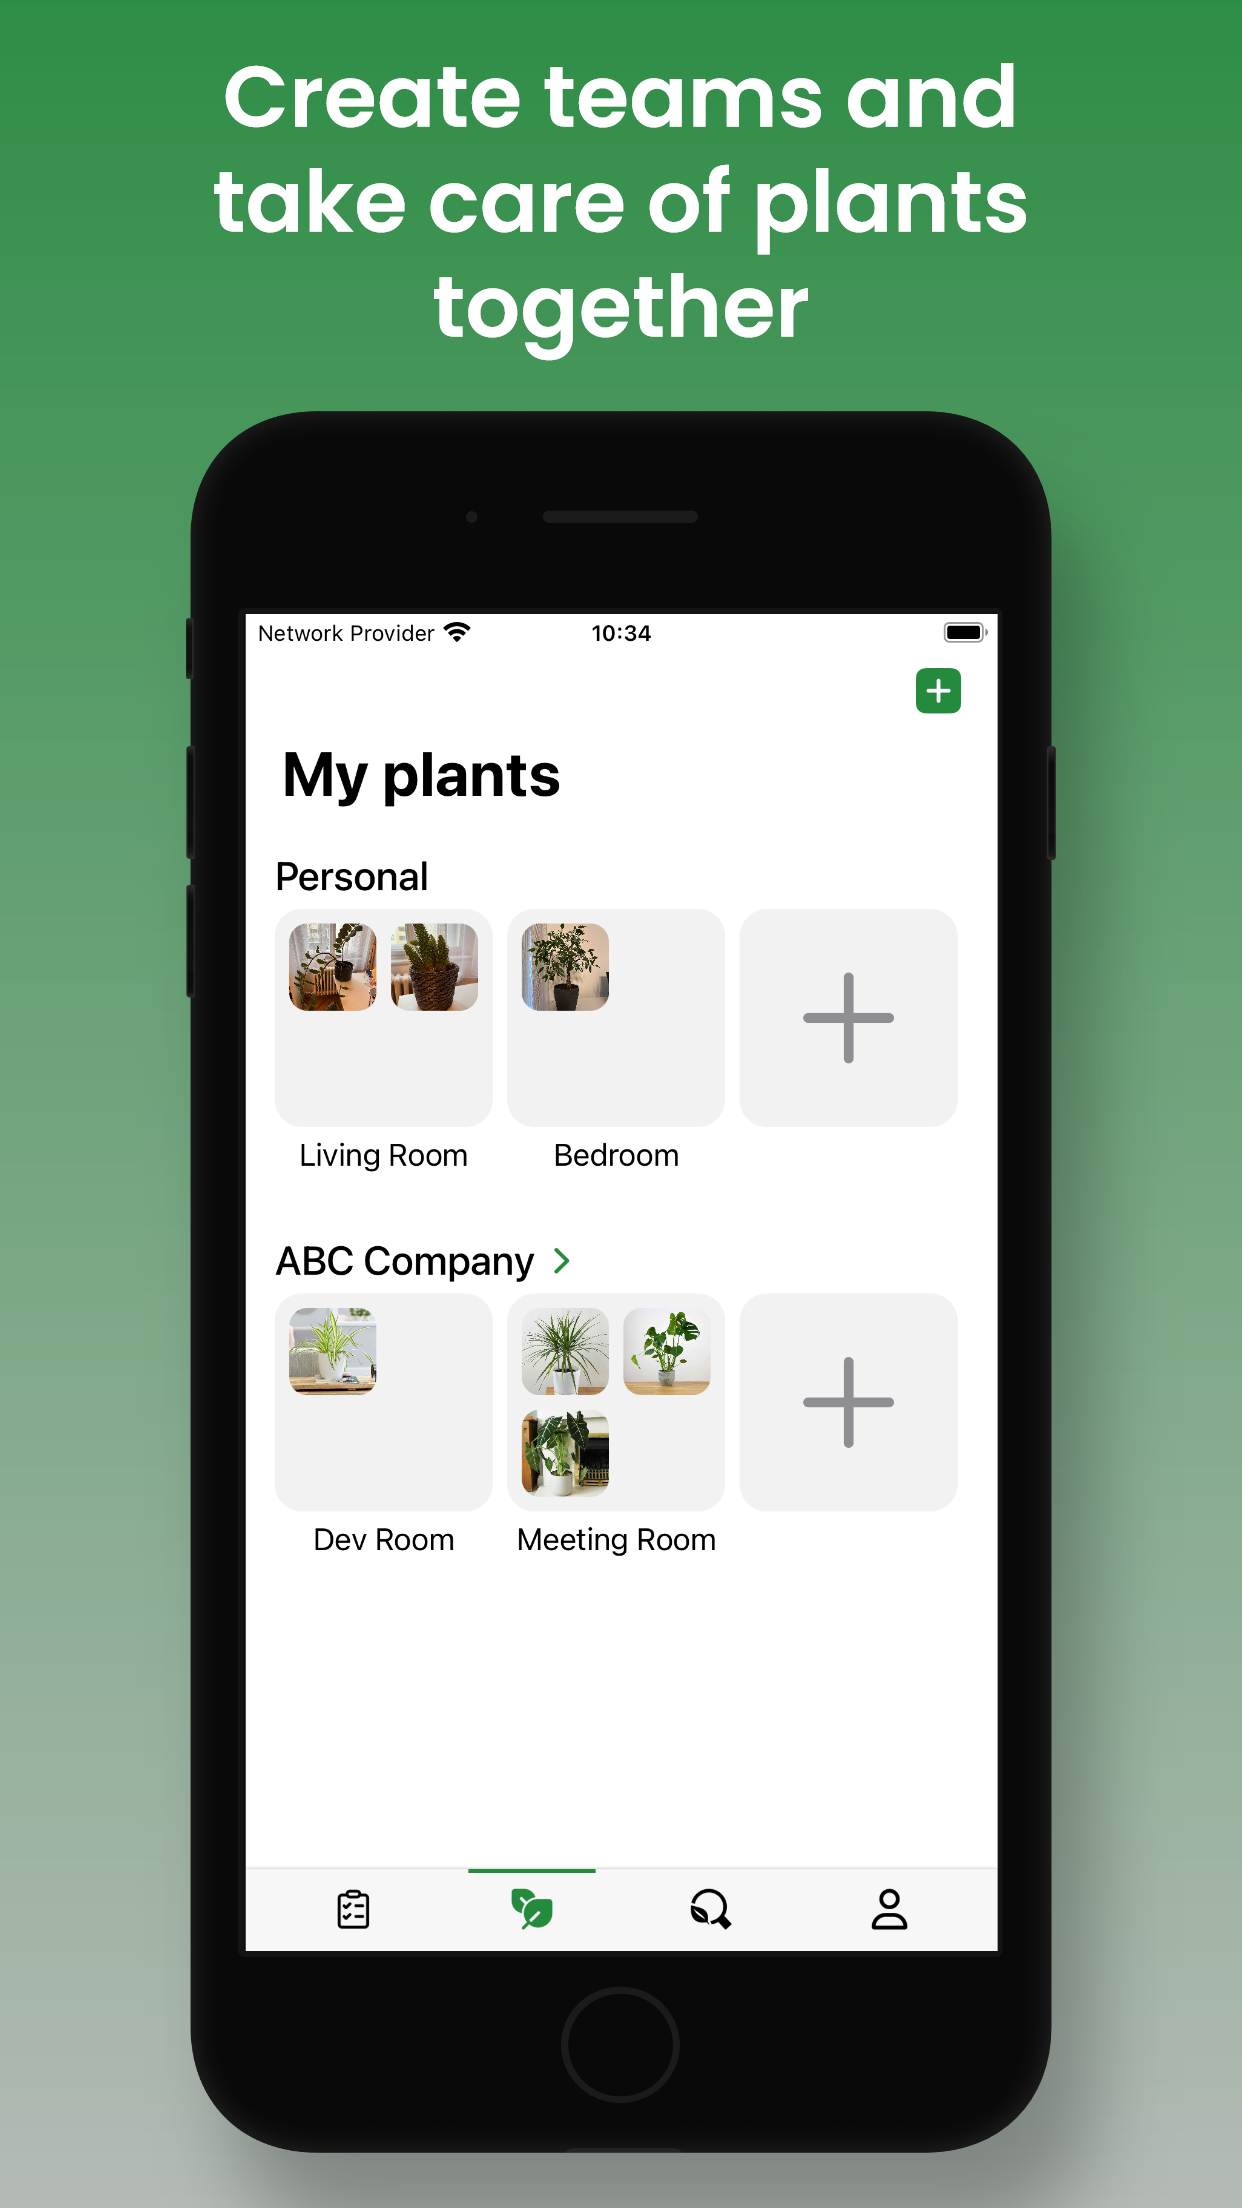 Create teams and
take care of plants
together
Network Provider 10:34
My plants
Personal
Living Room Bedroom
ABC Company
Dev Room Meeting Room